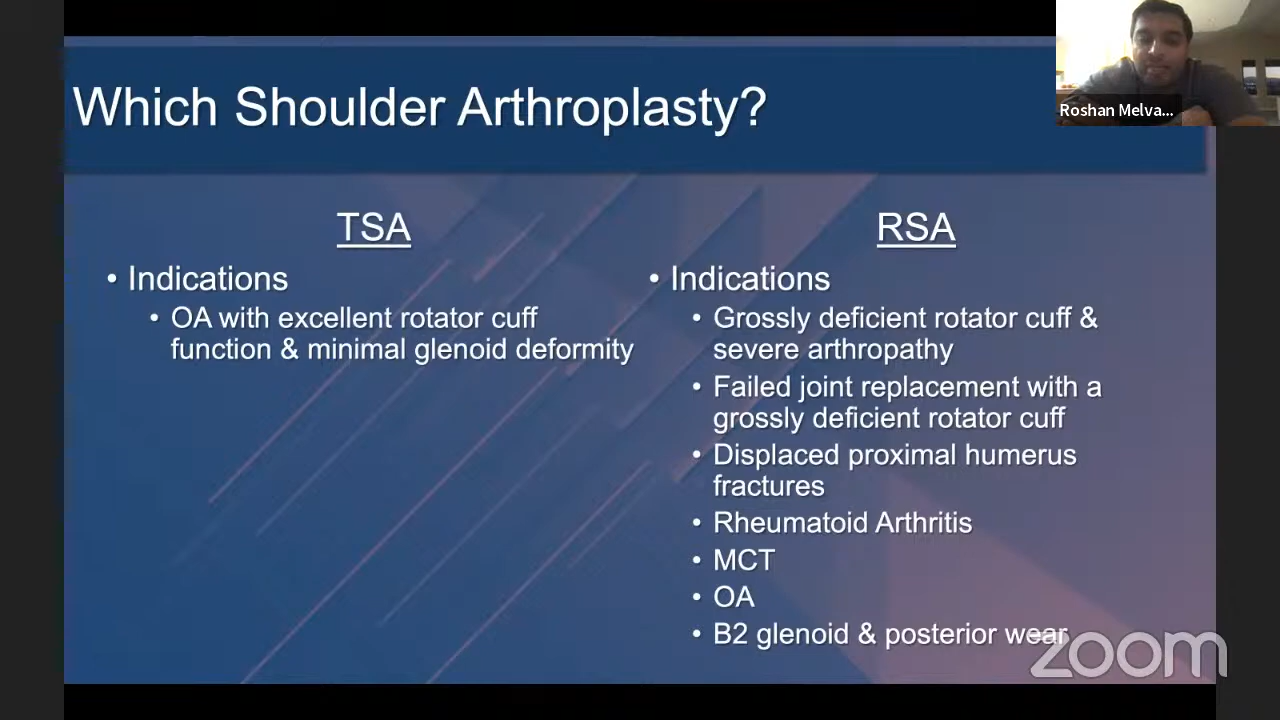 Which Shoulder Arthroplasty?
Roshan Melva...
TSA
• Indications
• OA with excellent rotator cuff
function & minimal glenoid deformity
RSA
• Indications
• Grossly deficient rotator cuff &
severe arthropathy
• Failed joint replacement with a
grossly deficient rotator cuff
• Displaced proximal humerus
fractures
• Rheumatoid Arthritis
• MCT
• OA
• B2 glenoid & posterior wear
zoom